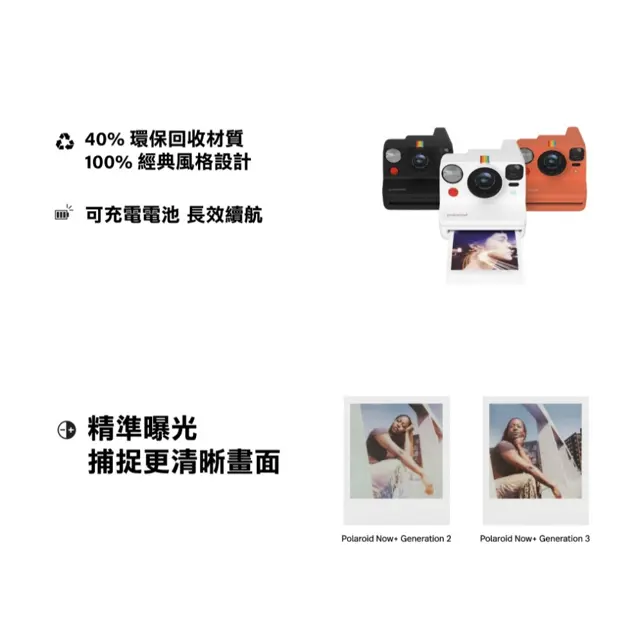 40% 環保回收材質
100% 經典風格設計
可充電電池 長效續航
精準曝光
捕捉更清晰畫面
Polaroid Now+ Generation 2
Polaroid Now+ Generation 3